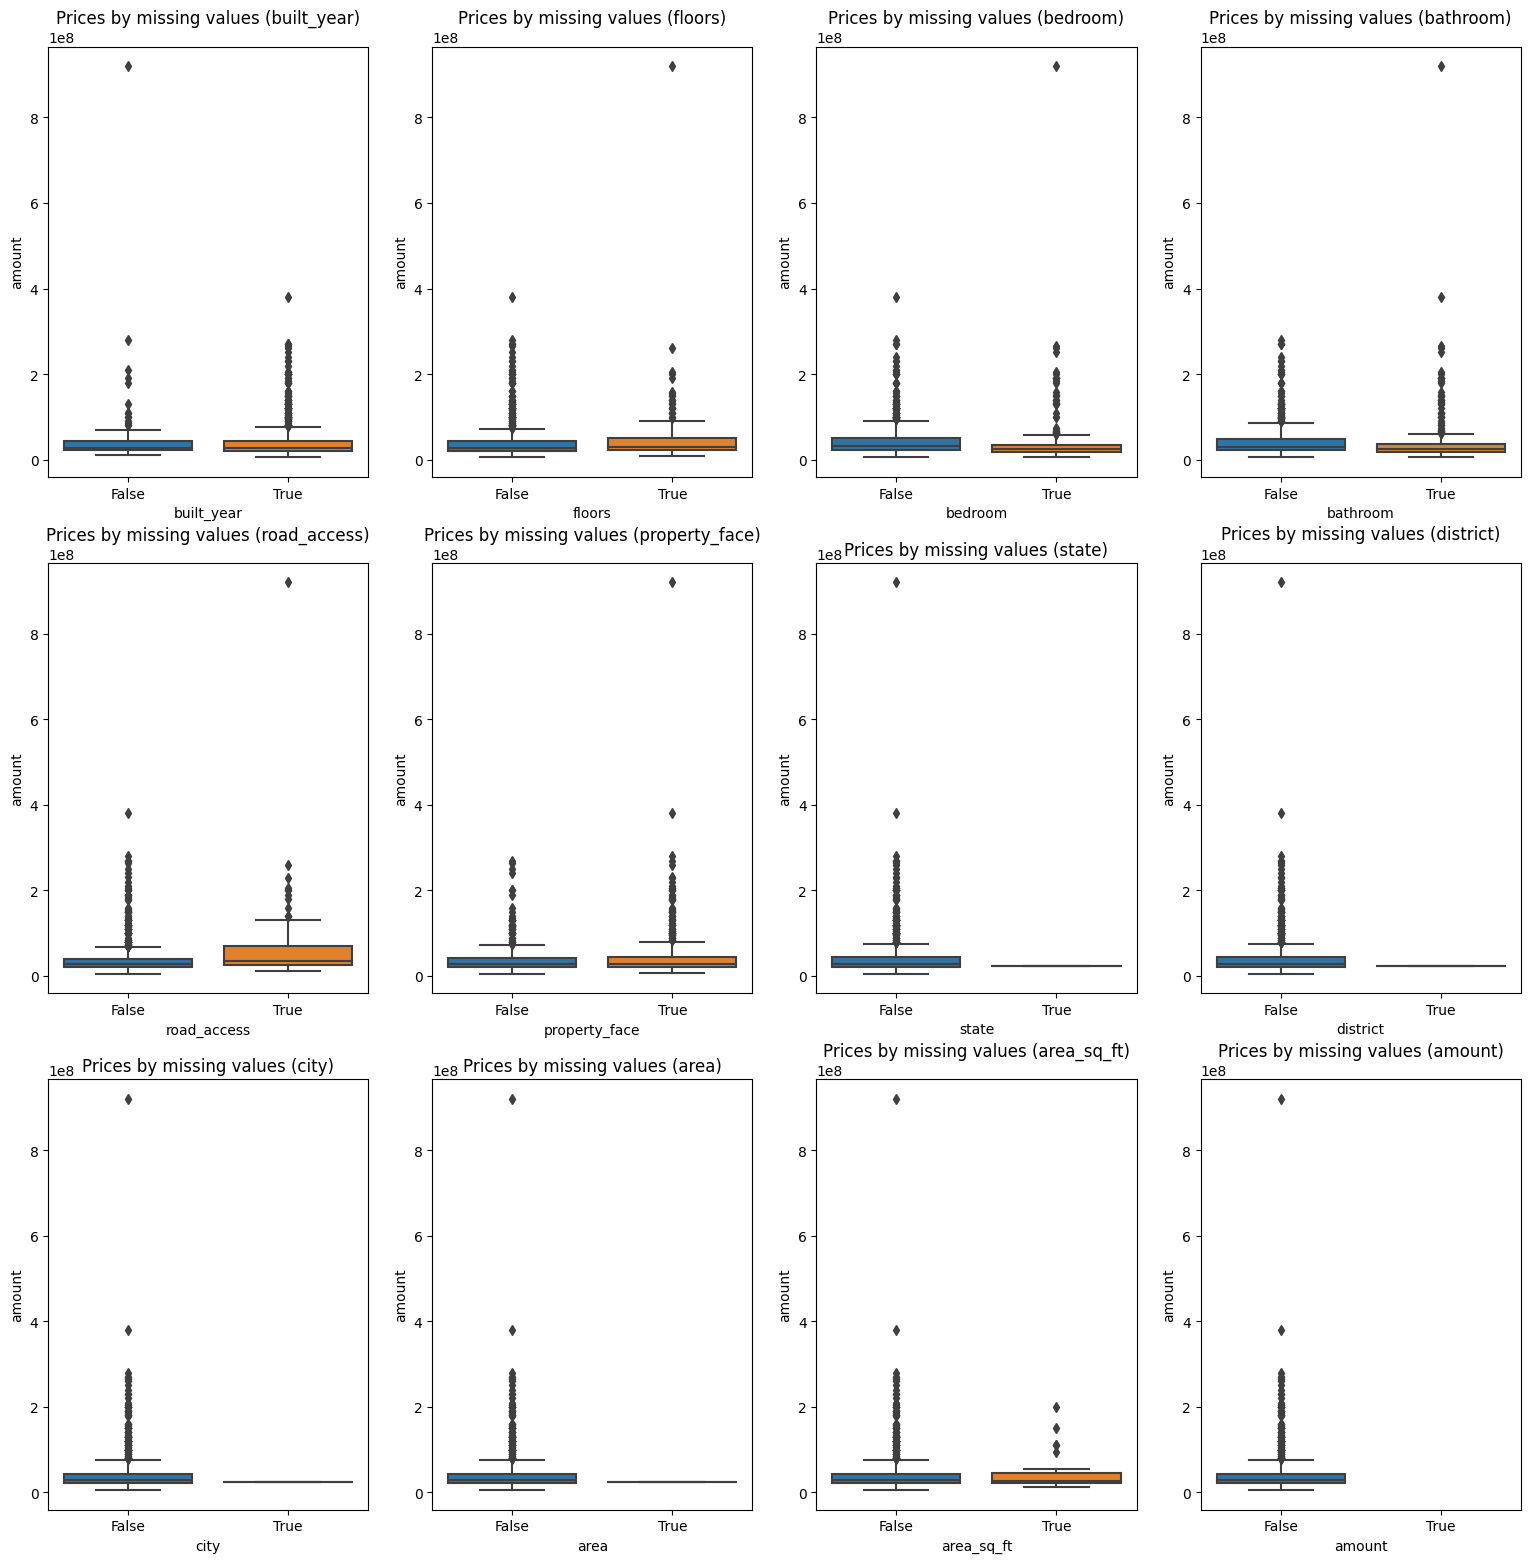 Prices by missing values (built_year)
1e8
8
6
4
2
0
amount
False True
built_year
Prices by missing values (floors)
1e8
8
6
4
2
0
amount
False True
floors
Prices by missing values (bedroom)
1e8
8
6
4
2
0
amount
False True
bedroom
Prices by missing values (bathroom)
1e8
8
6
4
2
0
amount
False True
bathroom
Prices by missing values (road_access)
1e8
8
6
4
2
0
amount
False True
road_access
Prices by missing values (property_face)
1e8
8
6
4
2
0
amount
False True
property_face
Prices by missing values (state)
1e8
8
6
4
2
0
amount
False True
state
Prices by missing values (district)
1e8
8
6
4
2
0
amount
False True
district
Prices by missing values (city)
1e8
8
6
4
2
0
amount
False True
city
Prices by missing values (area)
1e8
8
6
4
2
0
amount
False True
area
Prices by missing values (area_sq_ft)
1e8
8
6
4
2
0
amount
False True
area_sq_ft
Prices by missing values (amount)
1e8
8
6
4
2
0
amount
False True
amount